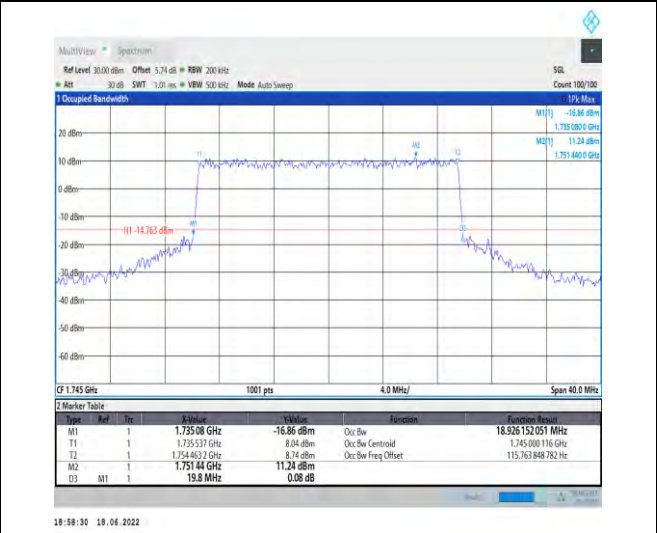 MultiView Spectrum
Ref Level 30.00 dBm Offset 5.74 dB RBW 200 kHz SGL
Att 30 dB SWT 1.01 ms VBW 500 kHz Mode Auto Sweep Count 100/100
1 Occupied Bandwidth 1Pk Max
M1[1] -16.86 dBm
1.735 080 0 GHz
M2[1] 11.24 dBm
1.751 440 0 GHz
20 dBm
M2
T1 T2
10 dBm
0 dBm
-10 dBm
M1 D3
H1 -14.763 dBm
-20 dBm
-30 dBm
-40 dBm
-50 dBm
-60 dBm
CF 1.745 GHz 1001 pts 4.0 MHz/ Span 40.0 MHz
2 Marker Table
Type Ref Trc X-Value Y-Value Function Function Result
M1 1 1.735 08 GHz -16.86 dBm Occ Bw 18.926 152 051 MHz
T1 1 1.735 537 GHz 8.04 dBm Occ Bw Centroid 1.745 000 116 GHz
T2 1 1.754 463 2 GHz 8.74 dBm Occ Bw Freq Offset 115.763 848 782 Hz
M2 1 1.751 44 GHz 11.24 dBm
D3 M1 1 19.8 MHz 0.08 dB
18:58:30 18.06.2022